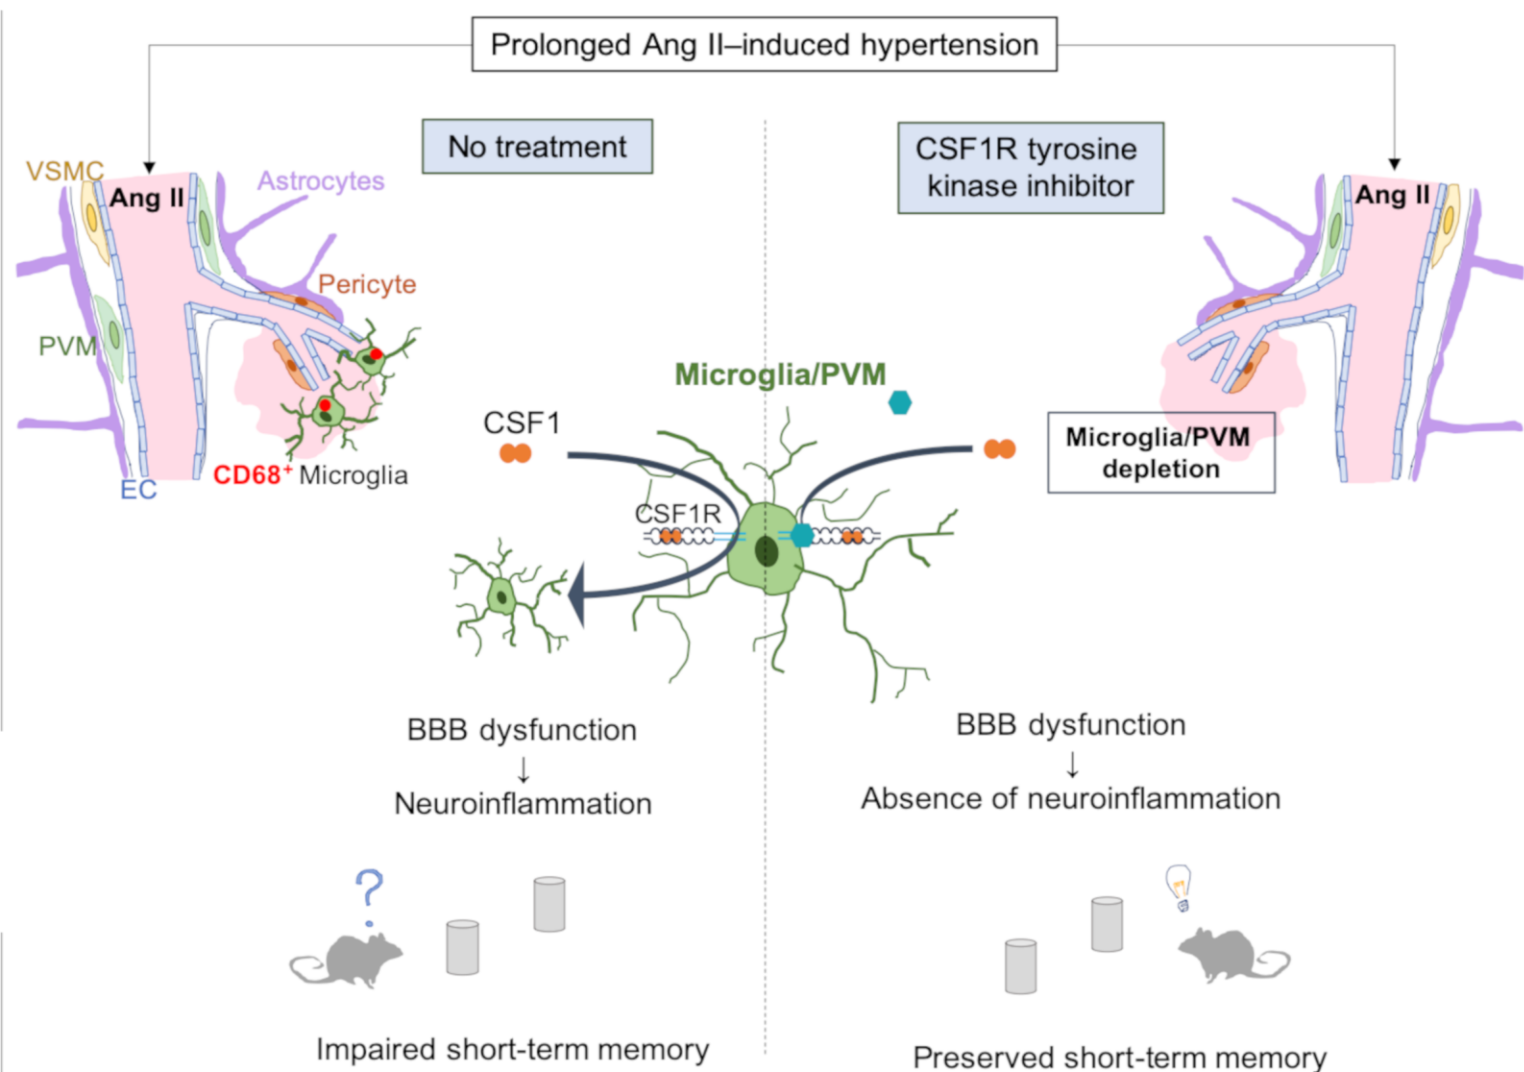 Prolonged Ang II–induced hypertension
No treatment
CSF1R tyrosine
kinase inhibitor
VSMC
Ang II
Astrocytes
Pericyte
PVM
CD68⁺ Microglia
EC
Ang II
Microglia/PVM
depletion
Microglia/PVM
CSF1
CSF1R
BBB dysfunction
↓
Neuroinflammation
?
Impaired short-term memory
BBB dysfunction
↓
Absence of neuroinflammation
Preserved short-term memory